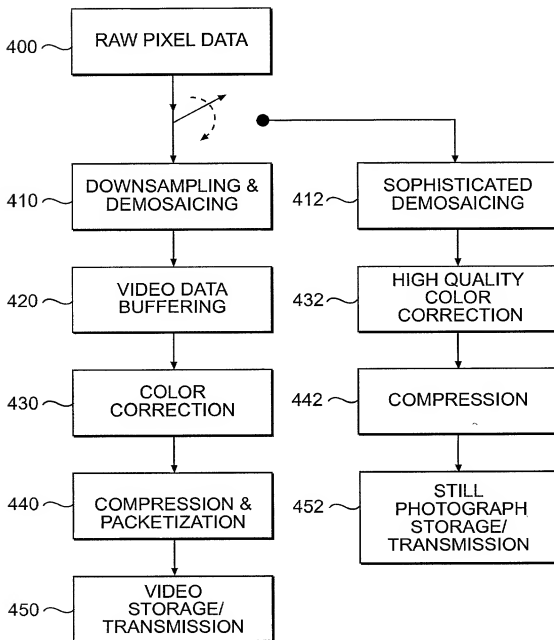 400
RAW PIXEL DATA
410
DOWNSAMPLING &
DEMOSAICING
420
VIDEO DATA
BUFFERING
430
COLOR
CORRECTION
440
COMPRESSION &
PACKETIZATION
450
VIDEO
STORAGE/
TRANSMISSION
412
SOPHISTICATED
DEMOSAICING
432
HIGH QUALITY
COLOR
CORRECTION
442
COMPRESSION
452
STILL
PHOTOGRAPH
STORAGE/
TRANSMISSION